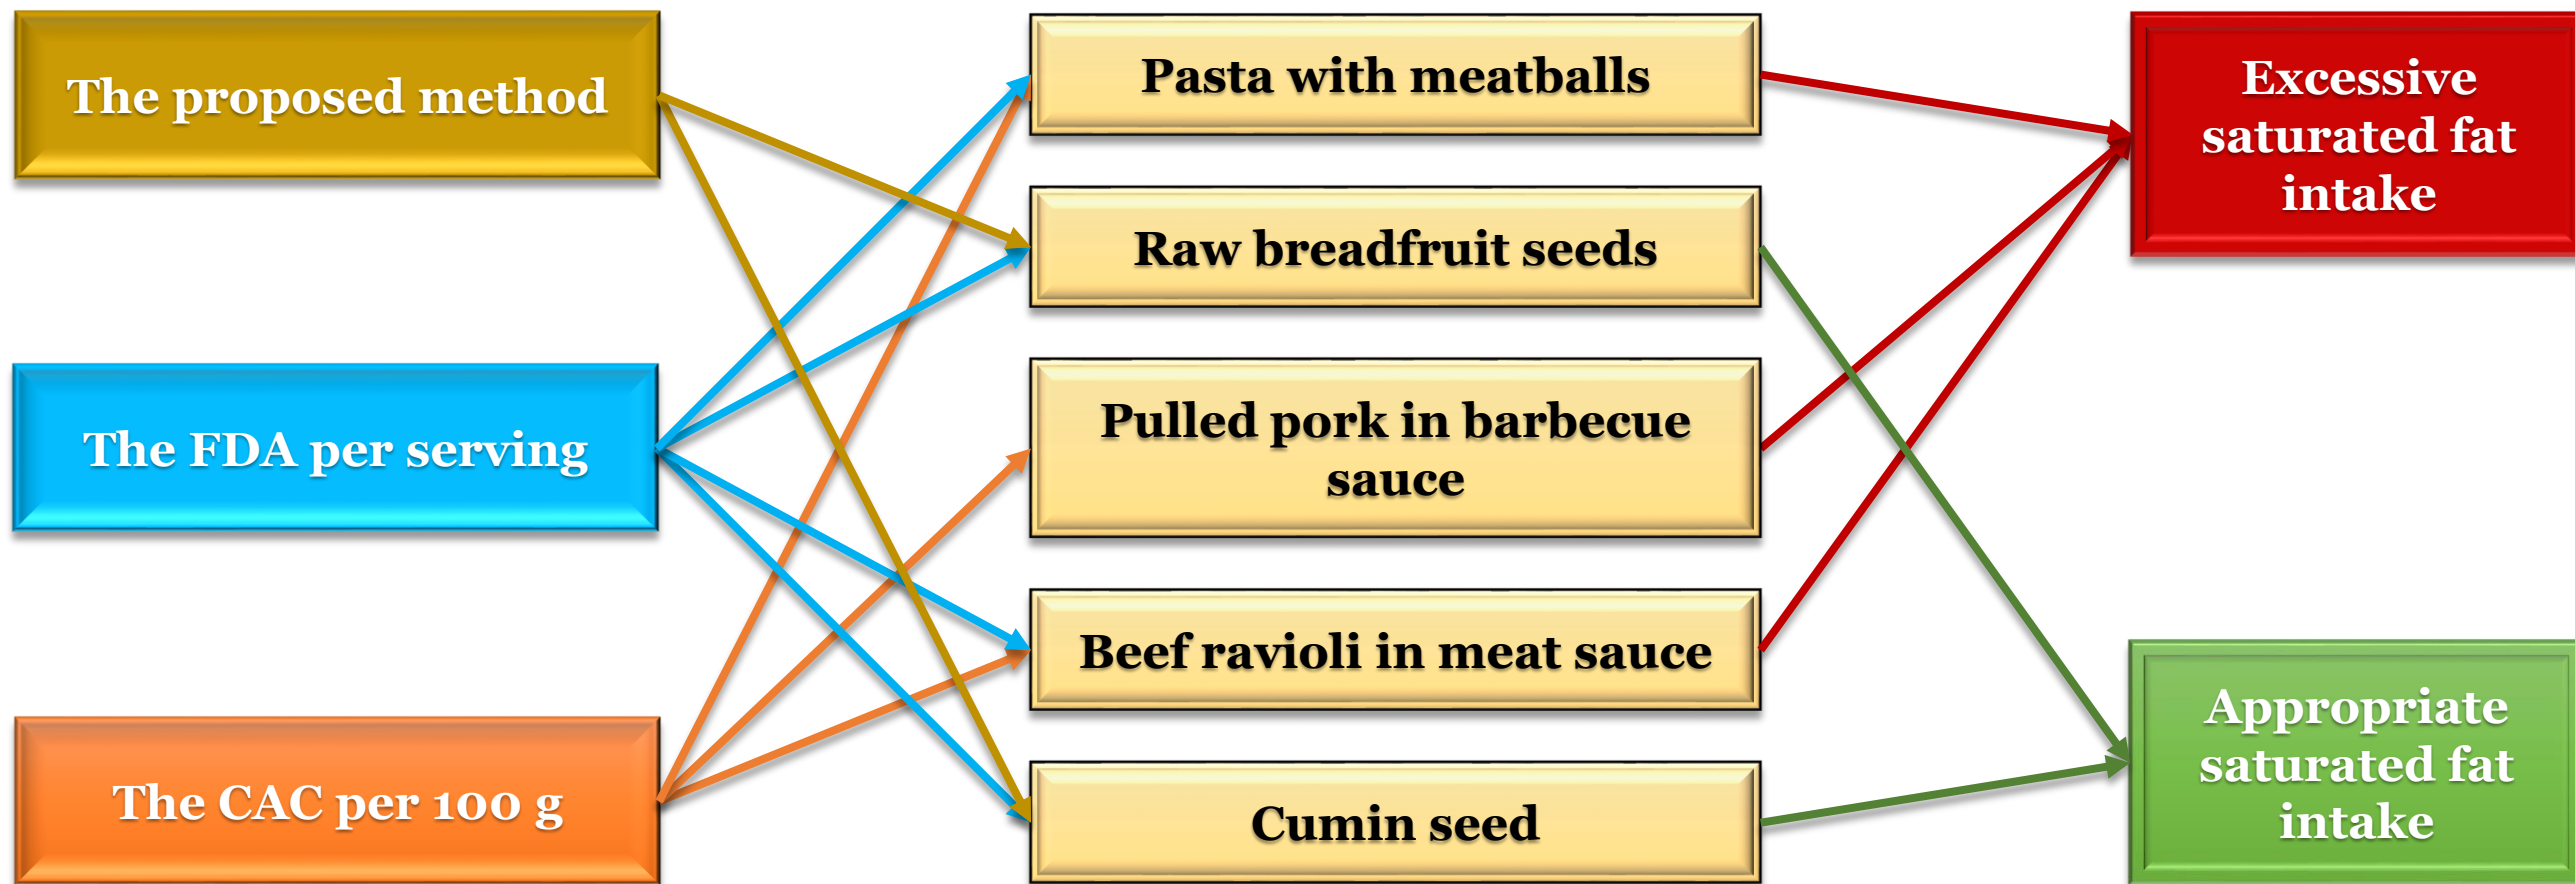 The proposed method
The FDA per serving
The CAC per 100 g
Pasta with meatballs
Raw breadfruit seeds
Pulled pork in barbecue
sauce
Beef ravioli in meat sauce
Cumin seed
Excessive
saturated fat
intake
Appropriate
saturated fat
intake